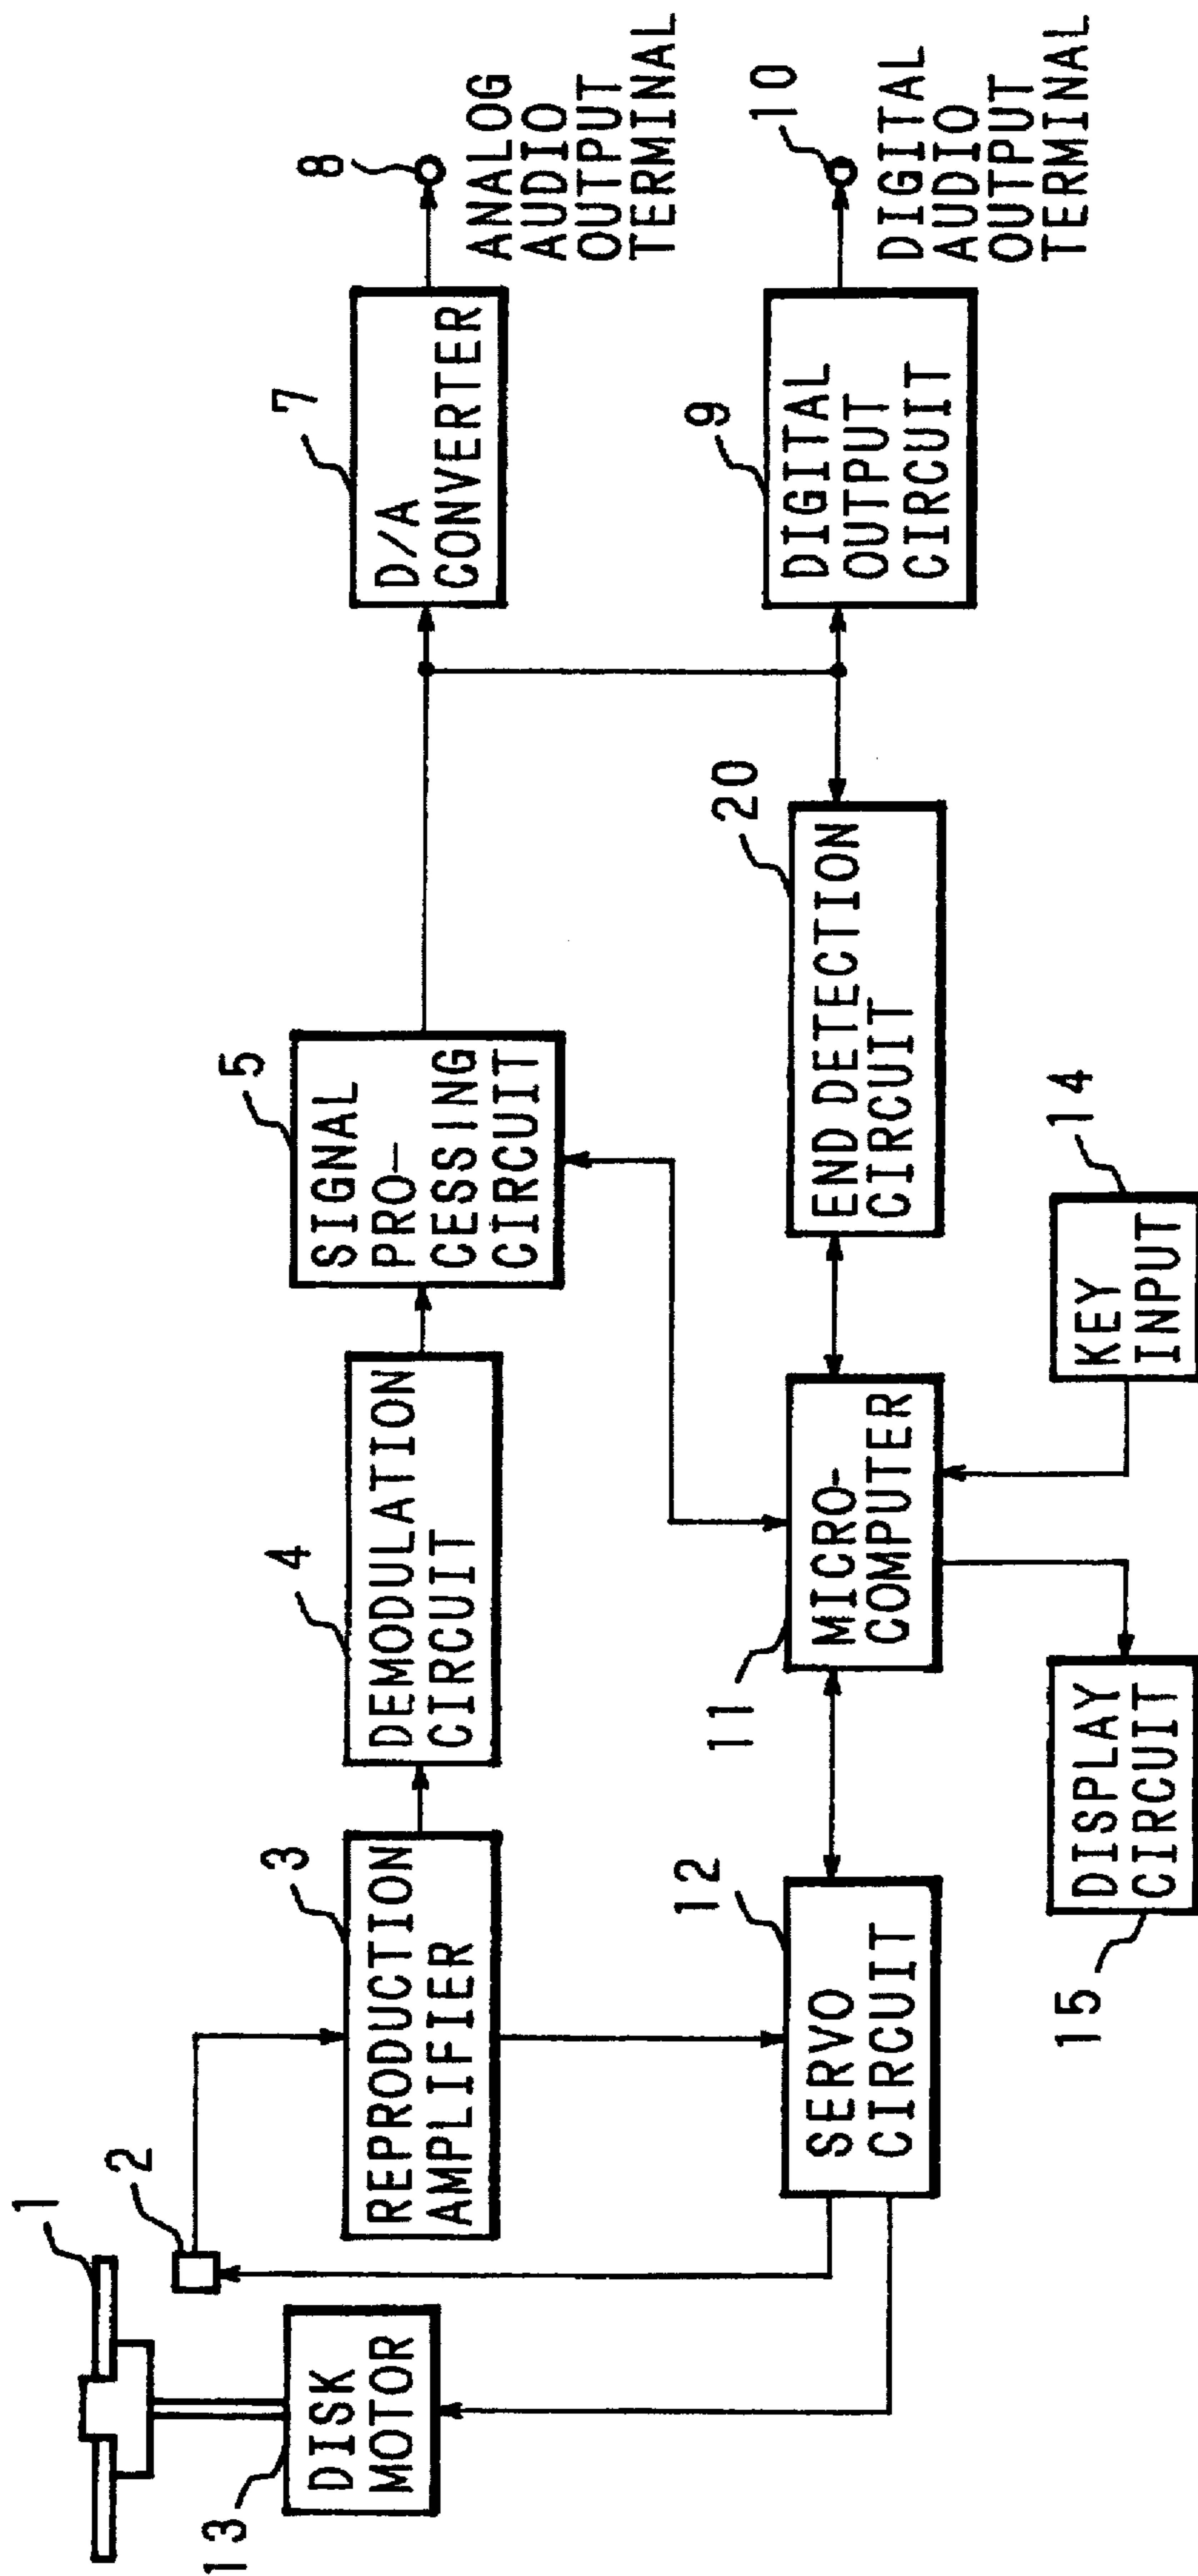 1
2
13
DISK
MOTOR
3
REPRODUCTION
AMPLIFIER
4
DEMODULATION
CIRCUIT
5
SIGNAL
PRO-
CESSING
CIRCUIT
7
D/A
CONVERTER
8
ANALOG
AUDIO
OUTPUT
TERMINAL
12
SERVO
CIRCUIT
11
MICRO-
COMPUTER
20
END DETECTION
CIRCUIT
9
DIGITAL
OUTPUT
CIRCUIT
10
DIGITAL
AUDIO
OUTPUT
TERMINAL
15
DISPLAY
CIRCUIT
14
KEY
INPUT